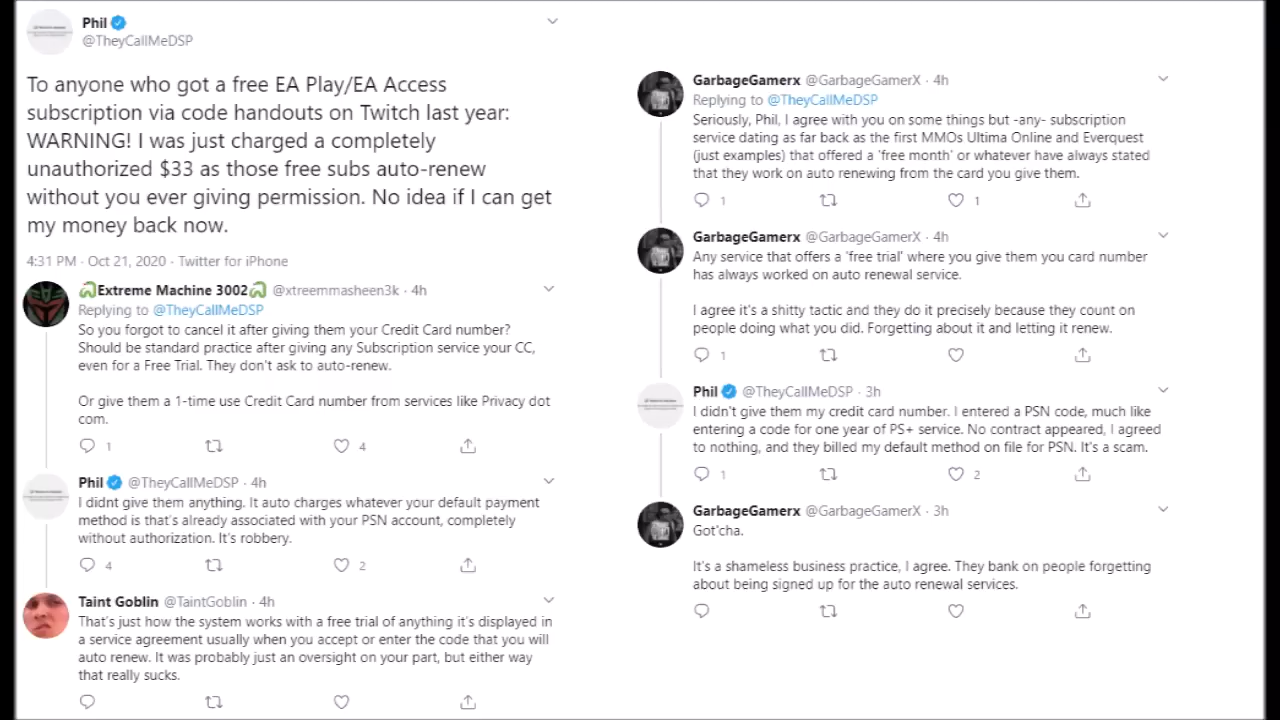 Phil
@TheyCallMeDSP
To anyone who got a free EA Play/EA Access
subscription via code handouts on Twitch last year:
WARNING! I was just charged a completely
unauthorized $33 as those free subs auto-renew
without you ever giving permission. No idea if I can get
my money back now.
4:31 PM · Oct 21, 2020 · Twitter for iPhone
Extreme Machine 3002 @xtreemmasheen3k · 4h
Replying to @TheyCallMeDSP
So you forgot to cancel it after giving them your Credit Card number?
Should be standard practice after giving any Subscription service your CC,
even for a Free Trial. They don't ask to auto-renew.
Or give them a 1-time use Credit Card number from services like Privacy dot
com.
1 4
Phil @TheyCallMeDSP · 4h
I didnt give them anything. It auto charges whatever your default payment
method is that's already associated with your PSN account, completely
without authorization. It's robbery.
4 2
Taint Goblin @TaintGoblin · 4h
That's just how the system works with a free trial of anything it's displayed in
a service agreement usually when you accept or enter the code that you will
auto renew. It was probably just an oversight on your part, but either way
that really sucks.
GarbageGamerx @GarbageGamerX · 4h
Replying to @TheyCallMeDSP
Seriously, Phil, I agree with you on some things but -any- subscription
service dating as far back as the first MMOs Ultima Online and Everquest
(just examples) that offered a 'free month' or whatever have always stated
that they work on auto renewing from the card you give them.
1 1
GarbageGamerx @GarbageGamerX · 4h
Any service that offers a 'free trial' where you give them you card number
has always worked on auto renewal service.
I agree it's a shitty tactic and they do it precisely because they count on
people doing what you did. Forgetting about it and letting it renew.
1
Phil @TheyCallMeDSP · 3h
I didn't give them my credit card number. I entered a PSN code, much like
entering a code for one year of PS+ service. No contract appeared, I agreed
to nothing, and they billed my default method on file for PSN. It's a scam.
1 2
GarbageGamerx @GarbageGamerX · 3h
Got'cha.
It's a shameless business practice, I agree. They bank on people forgetting
about being signed up for the auto renewal services.